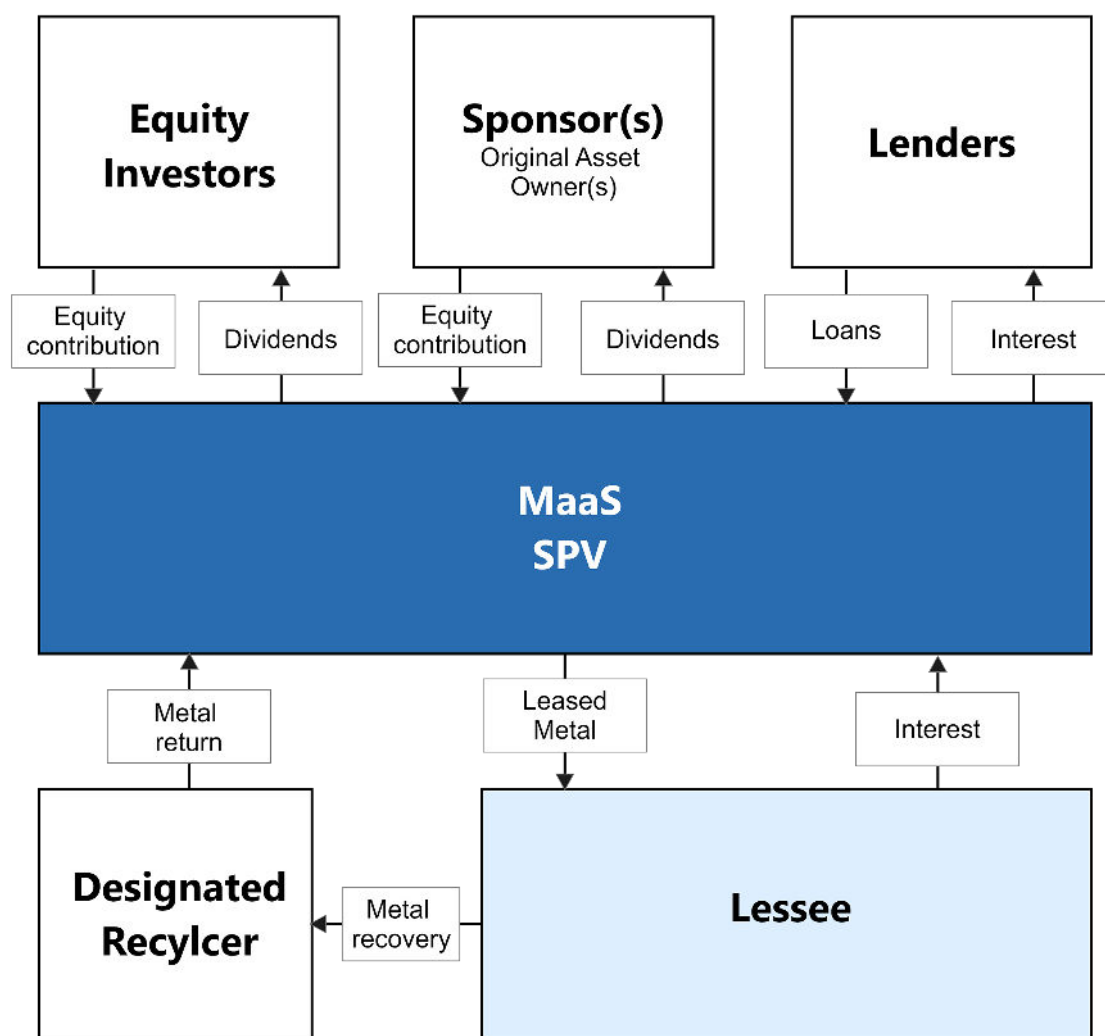 Equity
Investors
Sponsor(s)
Original Asset
Owner(s)
Lenders
Equity
contribution
Dividends
Equity
contribution
Dividends
Loans
Interest
MaaS
SPV
Metal
return
Leased
Metal
Interest
Designated
Recylcer
Metal
recovery
Lessee